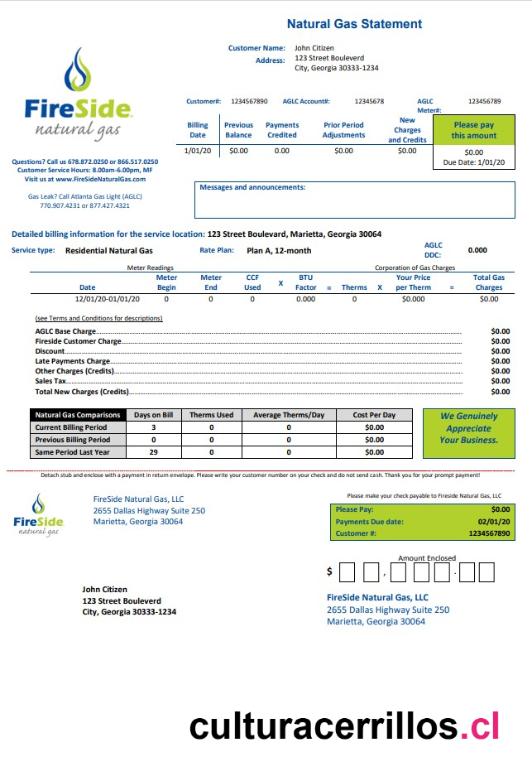 Natural Gas Statement
Customer Name: John Citizen
Address: 123 Street Bouleverd
City, Georgia 30333-1234
FireSide
natural gas
Customer#: 1234567890 AGLC Account#: 12345678 AGLC Meter#: 123456789
Billing Date Previous Balance Payments Credited Prior Period Adjustments New Charges and Credits Please pay this amount
1/01/20 $0.00 0.00 $0.00 $0.00 $0.00
Due Date: 1/01/20
Questions? Call us 678.872.0250 or 866.517.0250
Customer Service Hours: 8.00am-6.00pm, MF
Visit us at www.FireSideNaturalGas.com
Gas Leak? Call Atlanta Gas Light (AGLC)
770.907.4231 or 877.427.4321
Messages and announcements:
Detailed billing information for the service location: 123 Street Boulevard, Marietta, Georgia 30064
Service type: Residential Natural Gas Rate Plan: Plan A, 12-month AGLC DDC: 0.000
Meter Readings Corporation of Gas Charges
Date Meter Begin Meter End CCF Used X BTU Factor = Therms X Your Price per Therm = Total Gas Charges
12/01/20-01/01/20 0 0 0 0.000 0 $0.000 $0.00
(see Terms and Conditions for descriptions)
AGLC Base Charge $0.00
Fireside Customer Charge $0.00
Discount $0.00
Late Payments Charge $0.00
Other Charges (Credits) $0.00
Sales Tax $0.00
Total New Charges (Credits) $0.00
Natural Gas Comparisons Days on Bill Therms Used Average Therms/Day Cost Per Day
Current Billing Period 3 0 0 $0.00
Previous Billing Period 0 0 0 $0.00
Same Period Last Year 29 0 0 $0.00
We Genuinely
Appreciate
Your Business.
Detach stub and enclose with a payment in return envelope. Please write your customer number on your check and do not send cash. Thank you for your prompt payment!
FireSide
natural gas
FireSide Natural Gas, LLC
2655 Dallas Highway Suite 250
Marietta, Georgia 30064
Please make your check payable to Fireside Natural Gas, LLC
Please Pay: $0.00
Payments Due date: 02/01/20
Customer #: 1234567890
Amount Enclosed
$ , .
John Citizen
123 Street Bouleverd
City, Georgia 30333-1234
FireSide Natural Gas, LLC
2655 Dallas Highway Suite 250
Marietta, Georgia 30064
culturacerrillos.cl